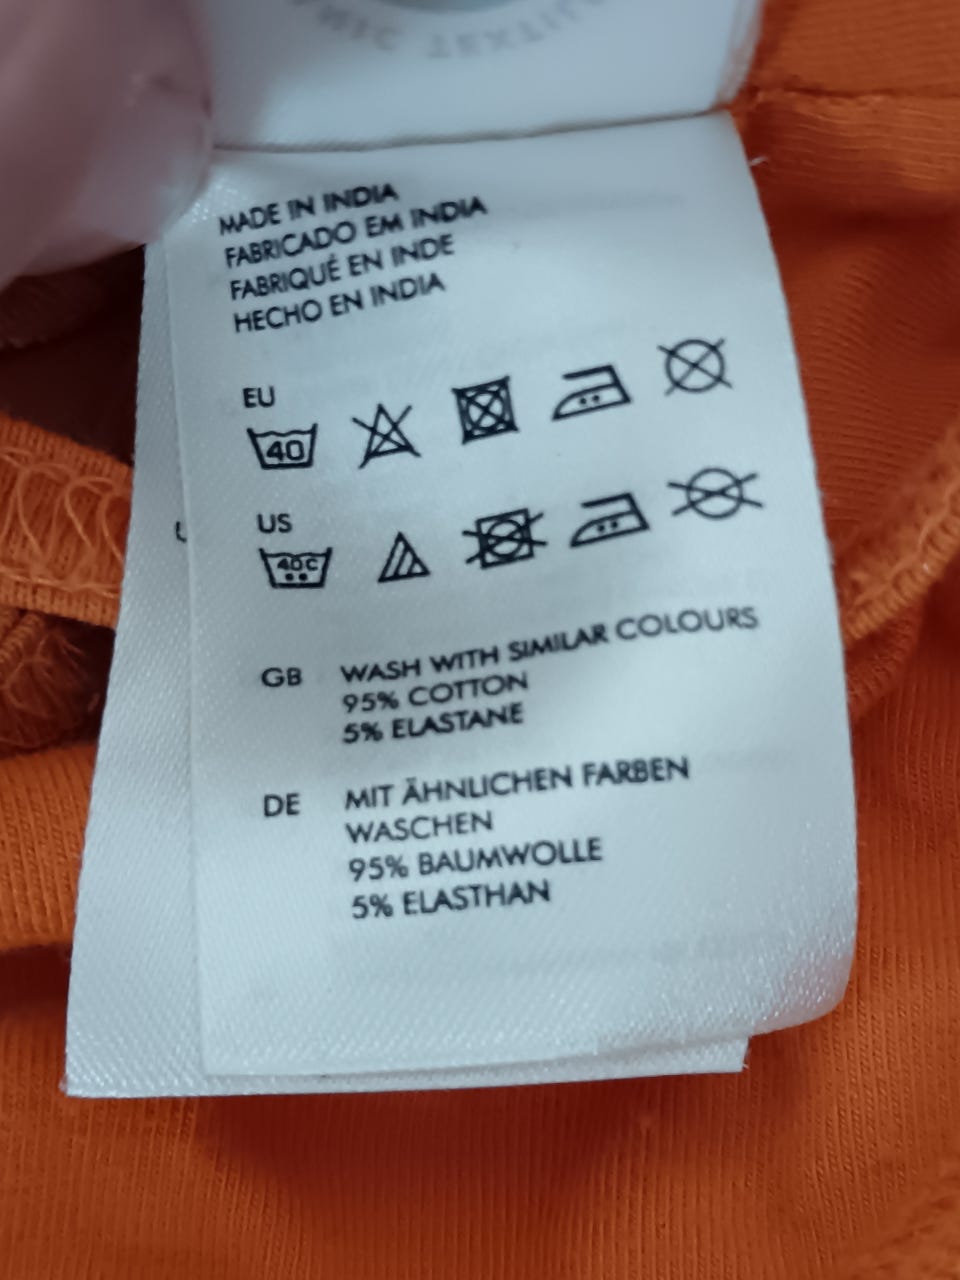 MADE IN INDIA
FABRICADO EM INDIA
FABRIQUÉ EN INDE
HECHO EN INDIA
EU
40
US
40C
GB WASH WITH SIMILAR COLOURS
95% COTTON
5% ELASTANE
DE MIT ÄHNLICHEN FARBEN
WASCHEN
95% BAUMWOLLE
5% ELASTHAN